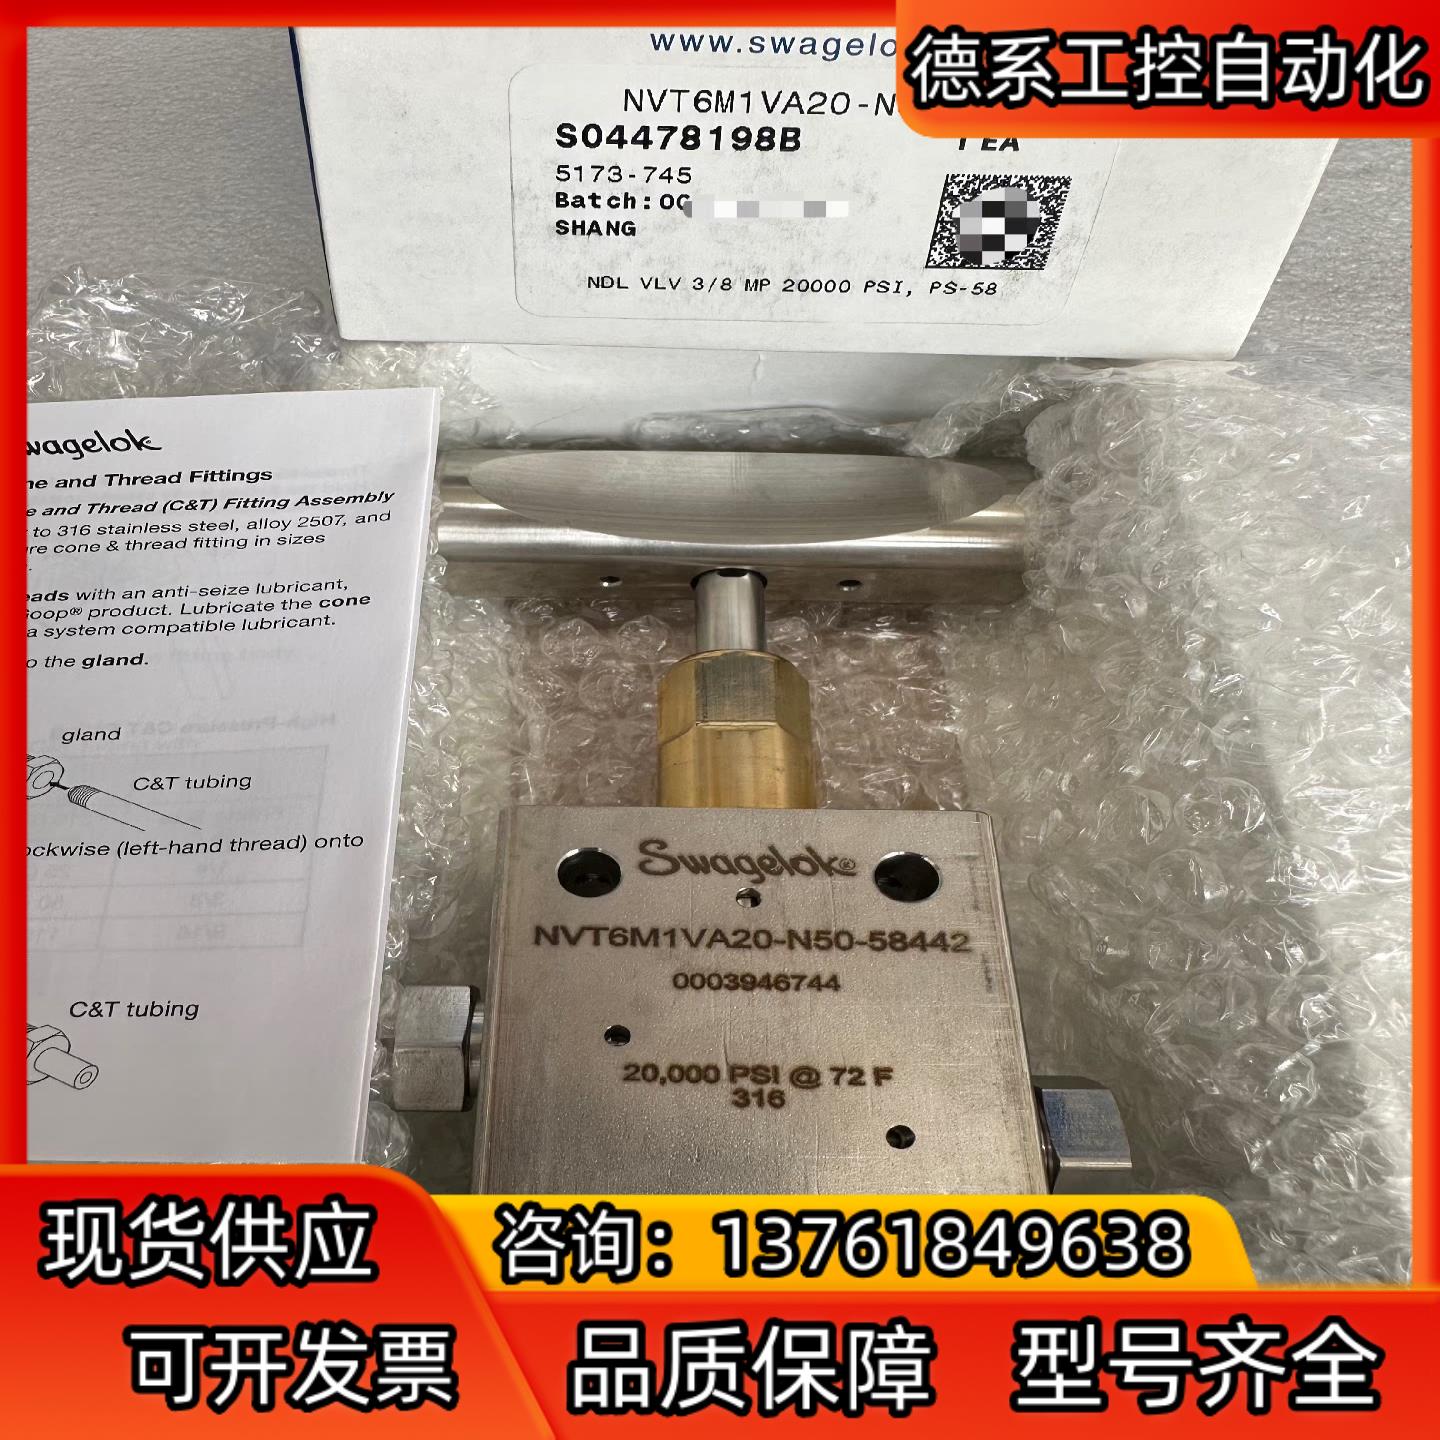 www.swagelo
德系工控自动化
NVT6M1VA20-N
S04478198B
1 EA
5173-745
Batch:00
SHANG
NDL VLV 3/8 MP 20000 PSI, PS-58
wagelok
ne and Thread Fittings
e and Thread (C&T) Fitting Assembly
to 316 stainless steel, alloy 2507, and
re cone & thread fitting in sizes
eads with an anti-seize lubricant,
Goop® product. Lubricate the cone
a system compatible lubricant.
o the gland.
gland
C&T tubing
ockwise (left-hand thread) onto
C&T tubing
Swagelok®
NVT6M1VA20-N50-58442
0003946744
20,000 PSI @ 72 F
316
现货供应
咨询：13761849638
可开发票
品质保障
型号齐全